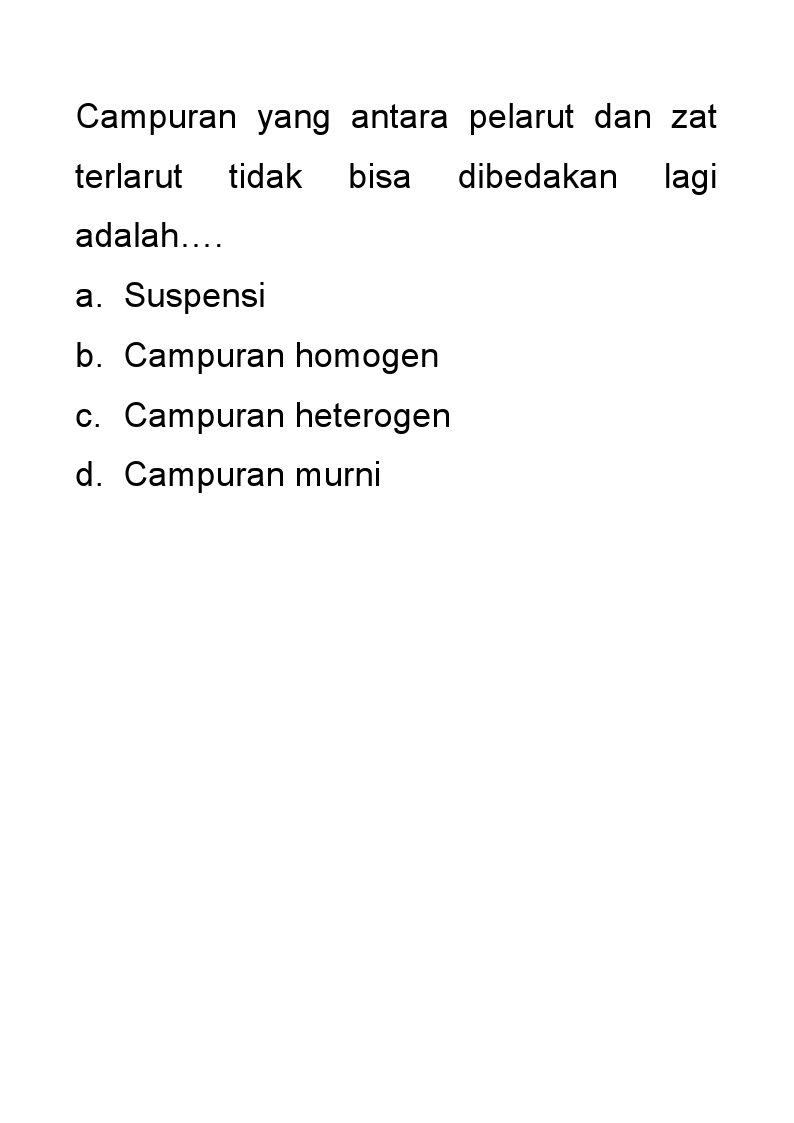 Campuran yang antara pelarut dan zat
terlarut tidak bisa dibedakan lagi
adalah….
a. Suspensi
b. Campuran homogen
c. Campuran heterogen
d. Campuran murni